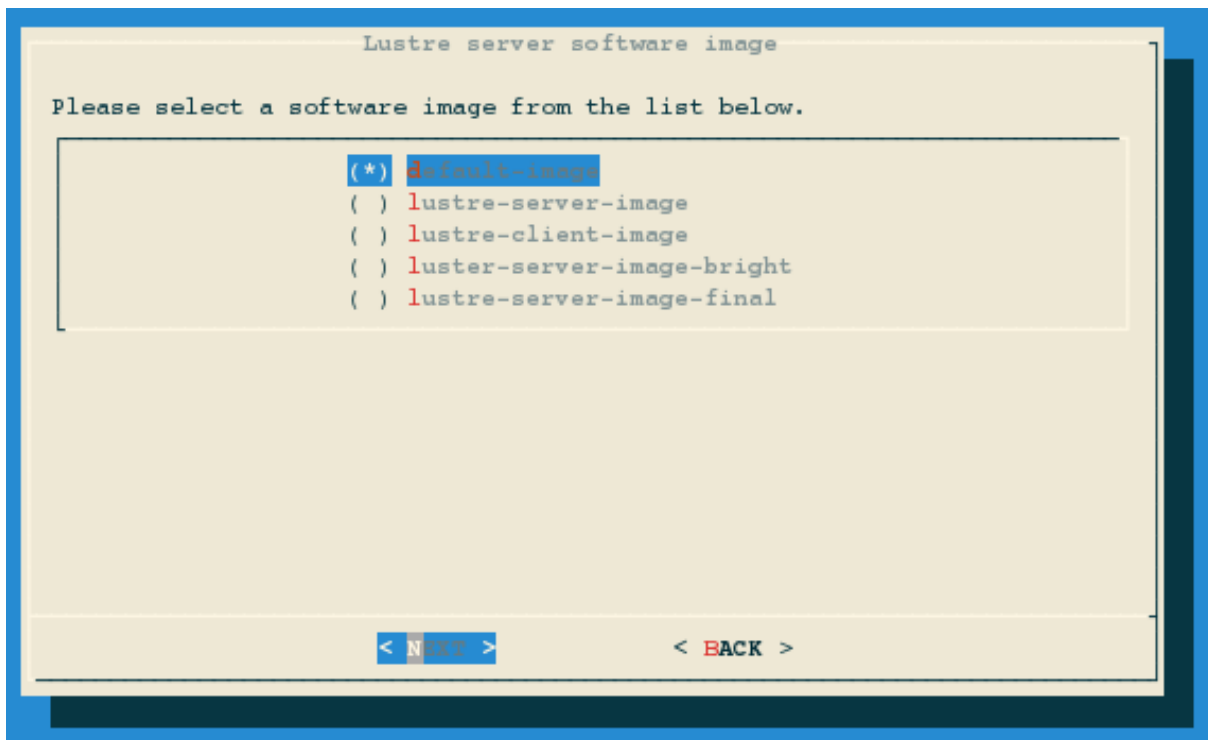 Lustre server software image
Please select a software image from the list below.
(*) default-image
( ) lustre-server-image
( ) lustre-client-image
( ) luster-server-image-bright
( ) lustre-server-image-final
< NEXT > < BACK >